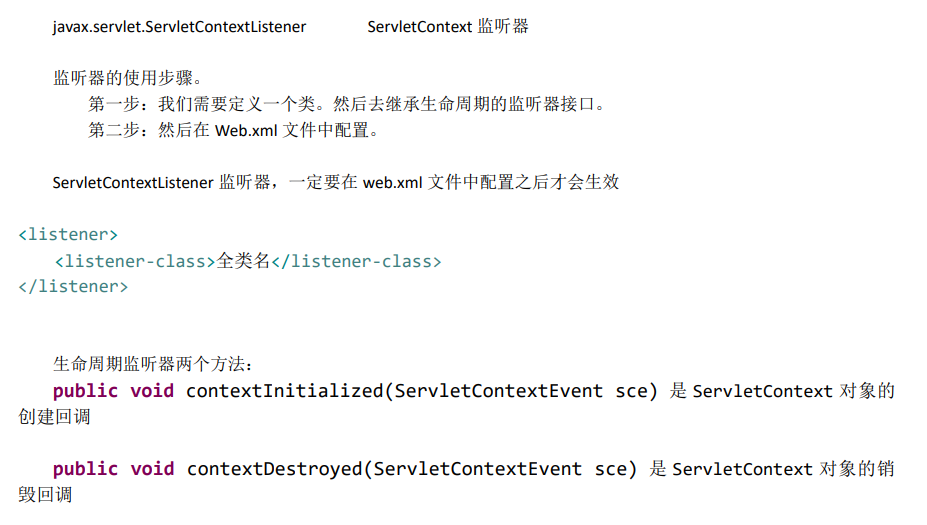 javax.servlet.ServletContextListener ServletContext 监听器
监听器的使用步骤。
第一步：我们需要定义一个类。然后去继承生命周期的监听器接口。
第二步：然后在 Web.xml 文件中配置。
ServletContextListener 监听器，一定要在 web.xml 文件中配置之后才会生效
<listener>
<listener-class>全类名</listener-class>
</listener>
生命周期监听器两个方法：
public void contextInitialized(ServletContextEvent sce) 是 ServletContext 对象的
创建回调
public void contextDestroyed(ServletContextEvent sce) 是 ServletContext 对象的销
毁回调